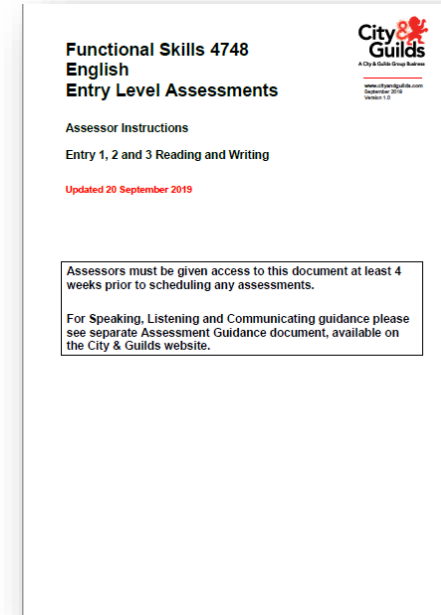 Functional Skills 4748
English
Entry Level Assessments
City&
Guilds
A City & Guilds Group Business
www.cityandguilds.com
September 2019
Version 1.0
Assessor Instructions
Entry 1, 2 and 3 Reading and Writing
Updated 20 September 2019
Assessors must be given access to this document at least 4
weeks prior to scheduling any assessments.
For Speaking, Listening and Communicating guidance please
see separate Assessment Guidance document, available on
the City & Guilds website.